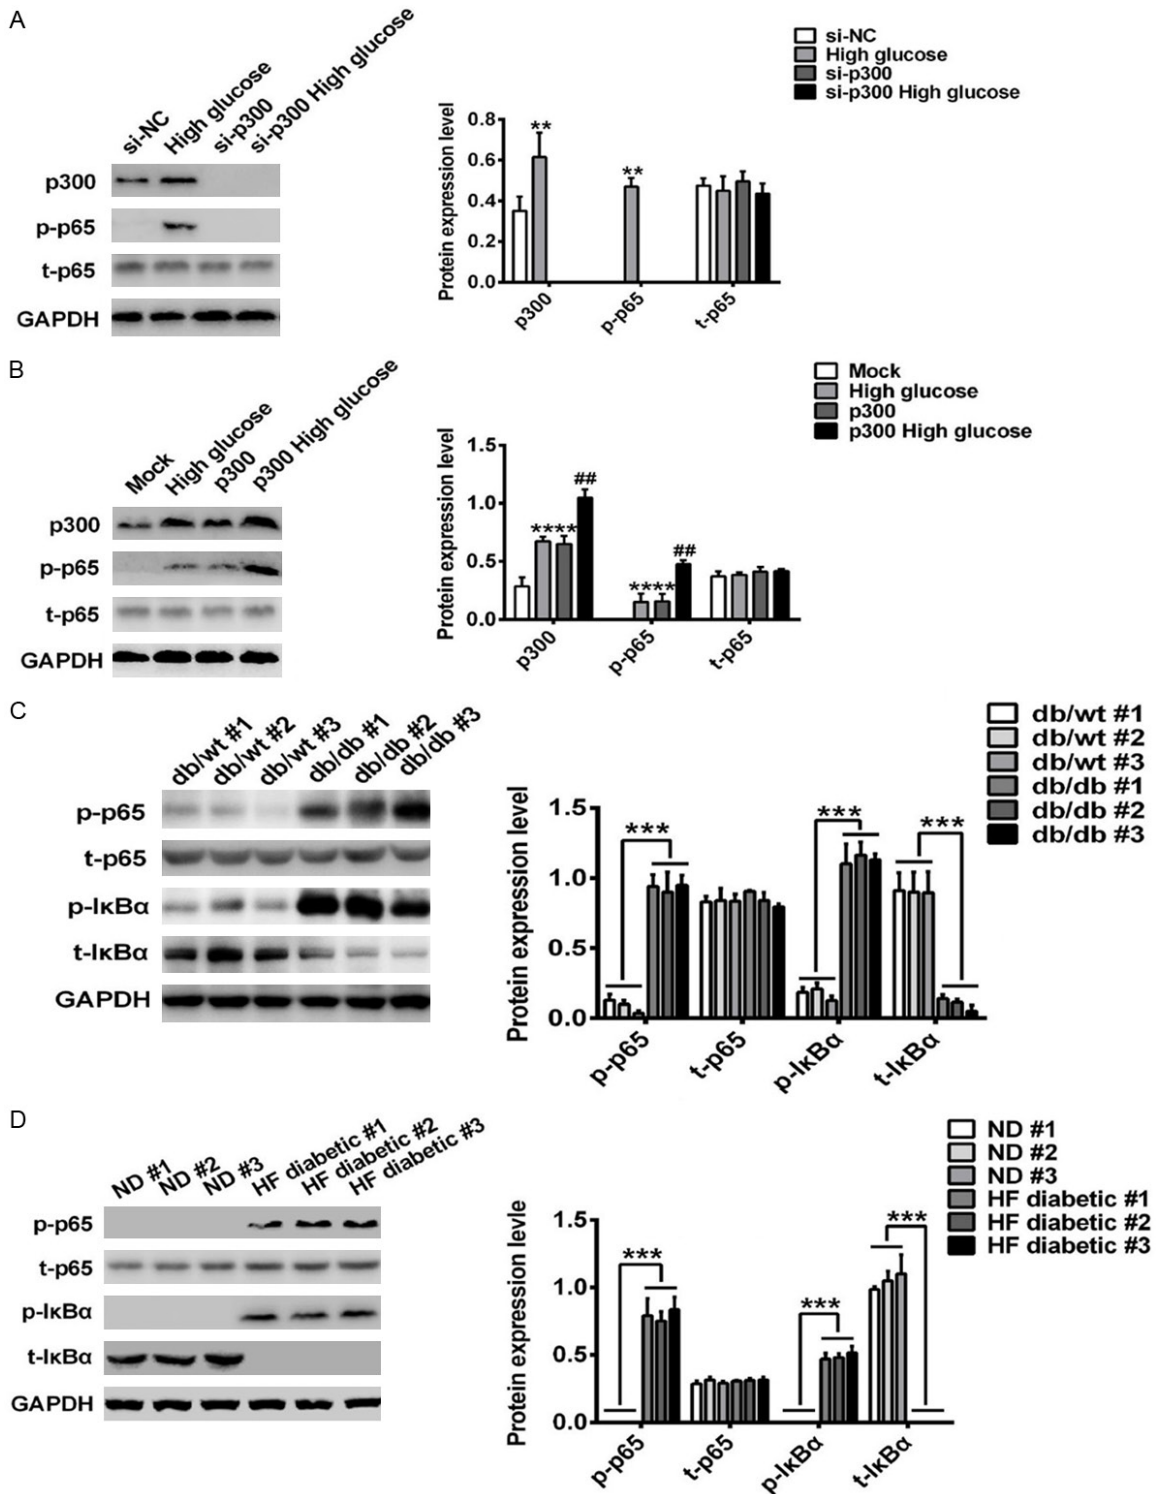 A
si-NC
High glucose
si-p300
si-p300 High glucose
p300
p-p65
t-p65
GAPDH
si-NC
High glucose
si-p300
si-p300 High glucose
Protein expression level
0.8
0.6
0.4
0.2
0.0
**
**
p300
p-p65
t-p65
B
Mock
High glucose
p300
p300 High glucose
p300
p-p65
t-p65
GAPDH
Mock
High glucose
p300
p300 High glucose
Protein expression level
1.5
1.0
0.5
0.0
****
##
****
##
p300
p-p65
t-p65
C
db/wt #1
db/wt #2
db/wt #3
db/db #1
db/db #2
db/db #3
p-p65
t-p65
p-IκBα
t-IκBα
GAPDH
db/wt #1
db/wt #2
db/wt #3
db/db #1
db/db #2
db/db #3
Protein expression level
1.5
1.0
0.5
0.0
***
***
***
p-p65
t-p65
p-IκBα
t-IκBα
D
ND #1
ND #2
ND #3
HF diabetic #1
HF diabetic #2
HF diabetic #3
p-p65
t-p65
p-IκBα
t-IκBα
GAPDH
ND #1
ND #2
ND #3
HF diabetic #1
HF diabetic #2
HF diabetic #3
Protein expression levle
1.5
1.0
0.5
0.0
***
***
***
p-p65
t-p65
p-IκBα
t-IκBα